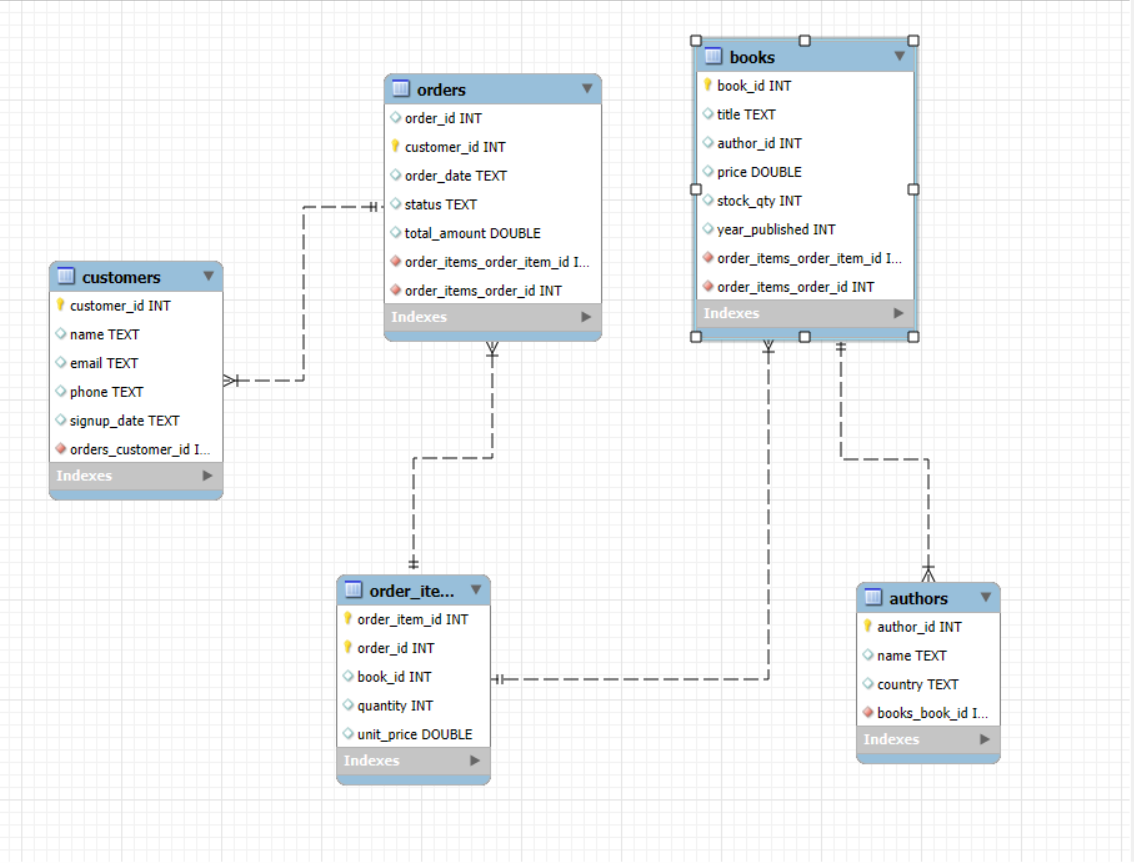 customers
customer_id INT
name TEXT
email TEXT
phone TEXT
signup_date TEXT
orders_customer_id I...
Indexes
orders
order_id INT
customer_id INT
order_date TEXT
status TEXT
total_amount DOUBLE
order_items_order_item_id I...
order_items_order_id INT
Indexes
books
book_id INT
title TEXT
author_id INT
price DOUBLE
stock_qty INT
year_published INT
order_items_order_item_id I...
order_items_order_id INT
Indexes
order_ite...
order_item_id INT
order_id INT
book_id INT
quantity INT
unit_price DOUBLE
Indexes
authors
author_id INT
name TEXT
country TEXT
books_book_id I...
Indexes